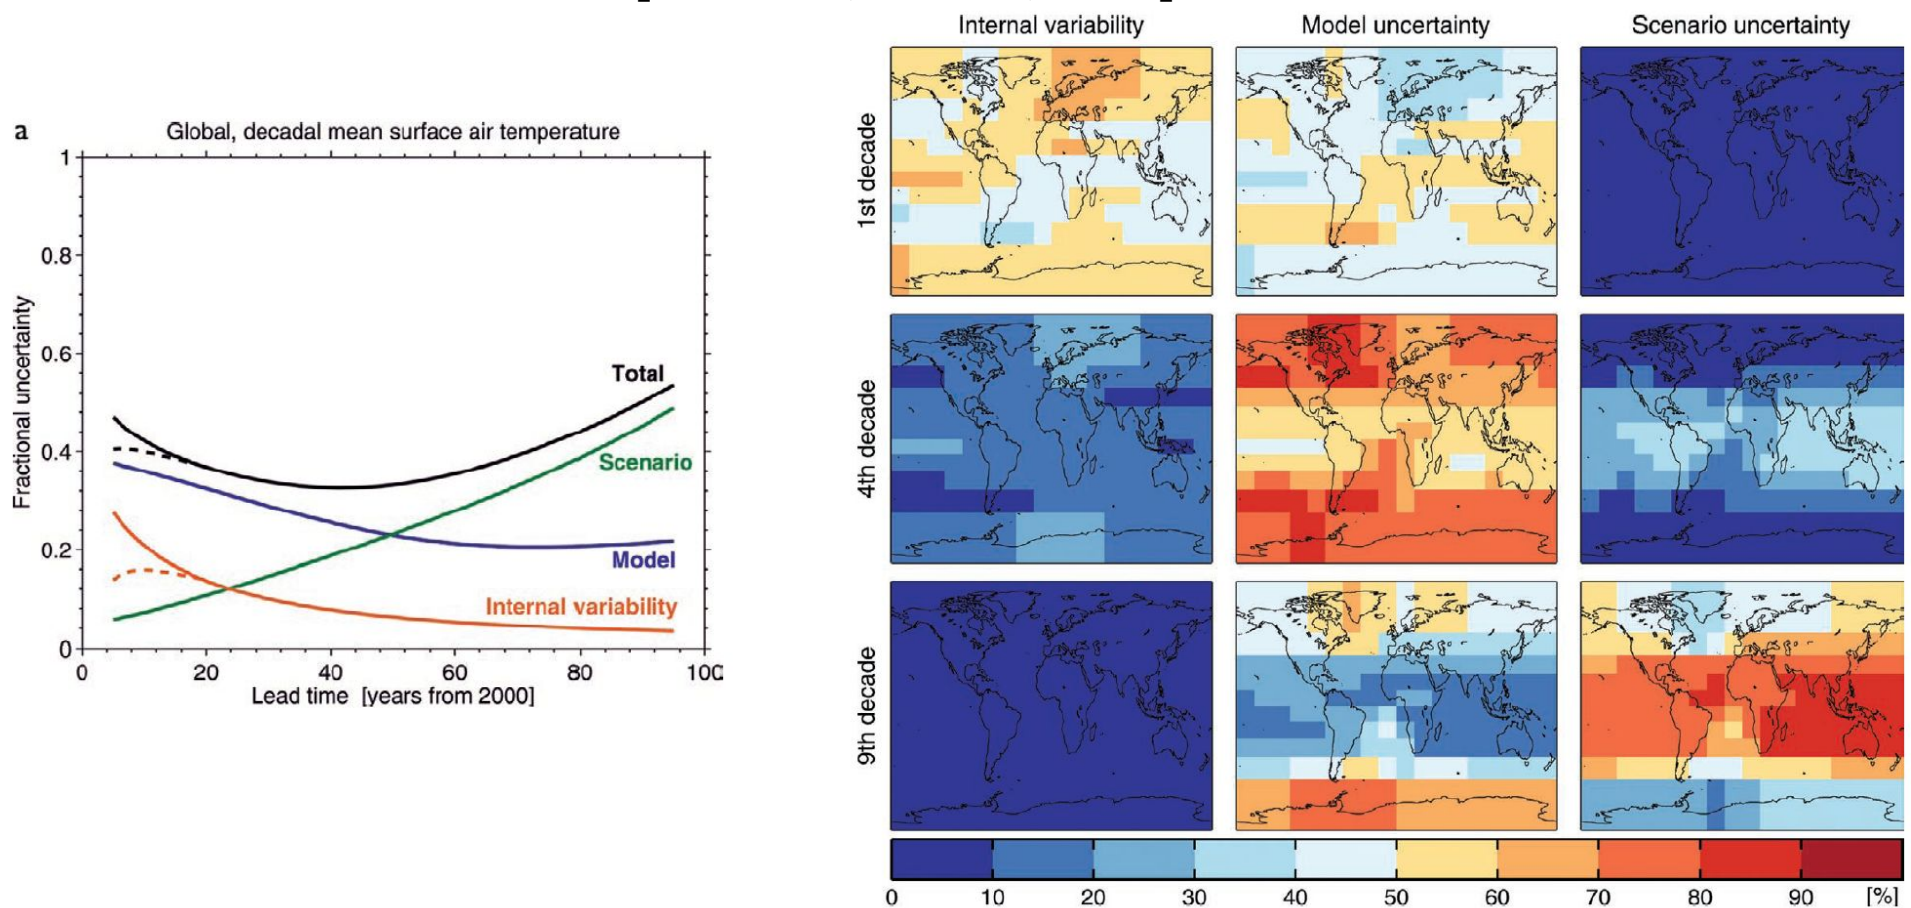 a
Global, decadal mean surface air temperature
Fractional uncertainty
1
0.8
0.6
0.4
0.2
0
Total
Scenario
Model
Internal variability
0 20 40 60 80
Lead time [years from 2000]
Internal variability Model uncertainty Scenario uncertainty
1st decade
4th decade
9th decade
0 10 20 30 40 50 60 70 80 90 [%]